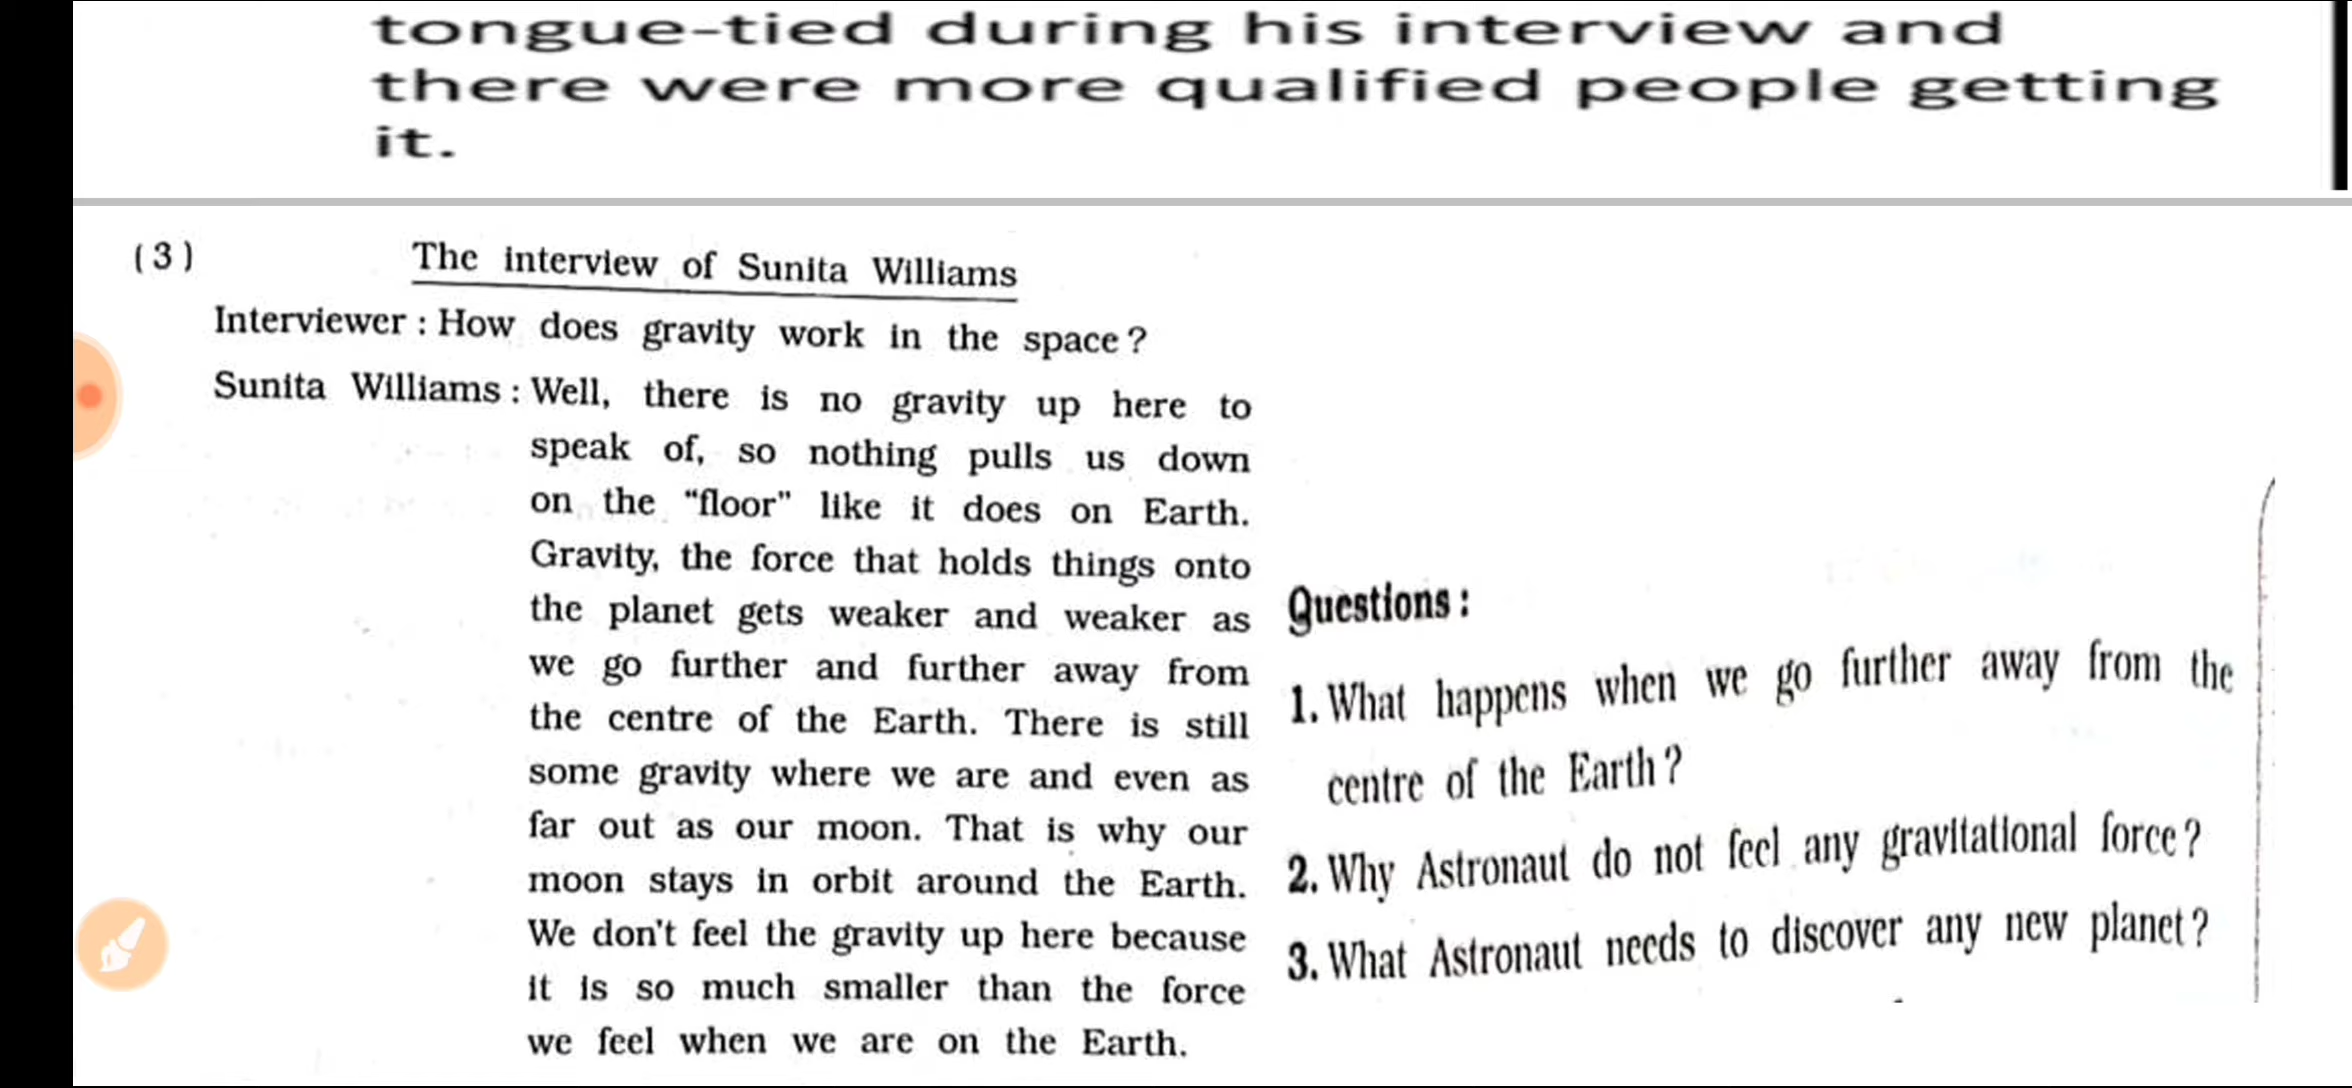 tongue-tied during his interview and
there were more qualified people getting
it.
(3)
The interview of Sunita Williams
Interviewer : How does gravity work in the space ?
Sunita Williams : Well, there is no gravity up here to
speak of, so nothing pulls us down
on the "floor" like it does on Earth.
Gravity, the force that holds things onto
the planet gets weaker and weaker as
we go further and further away from
the centre of the Earth. There is still
some gravity where we are and even as
far out as our moon. That is why our
moon stays in orbit around the Earth.
We don't feel the gravity up here because
it is so much smaller than the force
we feel when we are on the Earth.
Questions :
1. What happens when we go further away from the
centre of the Earth ?
2. Why Astronaut do not feel any gravitational force ?
3. What Astronaut needs to discover any new planet ?